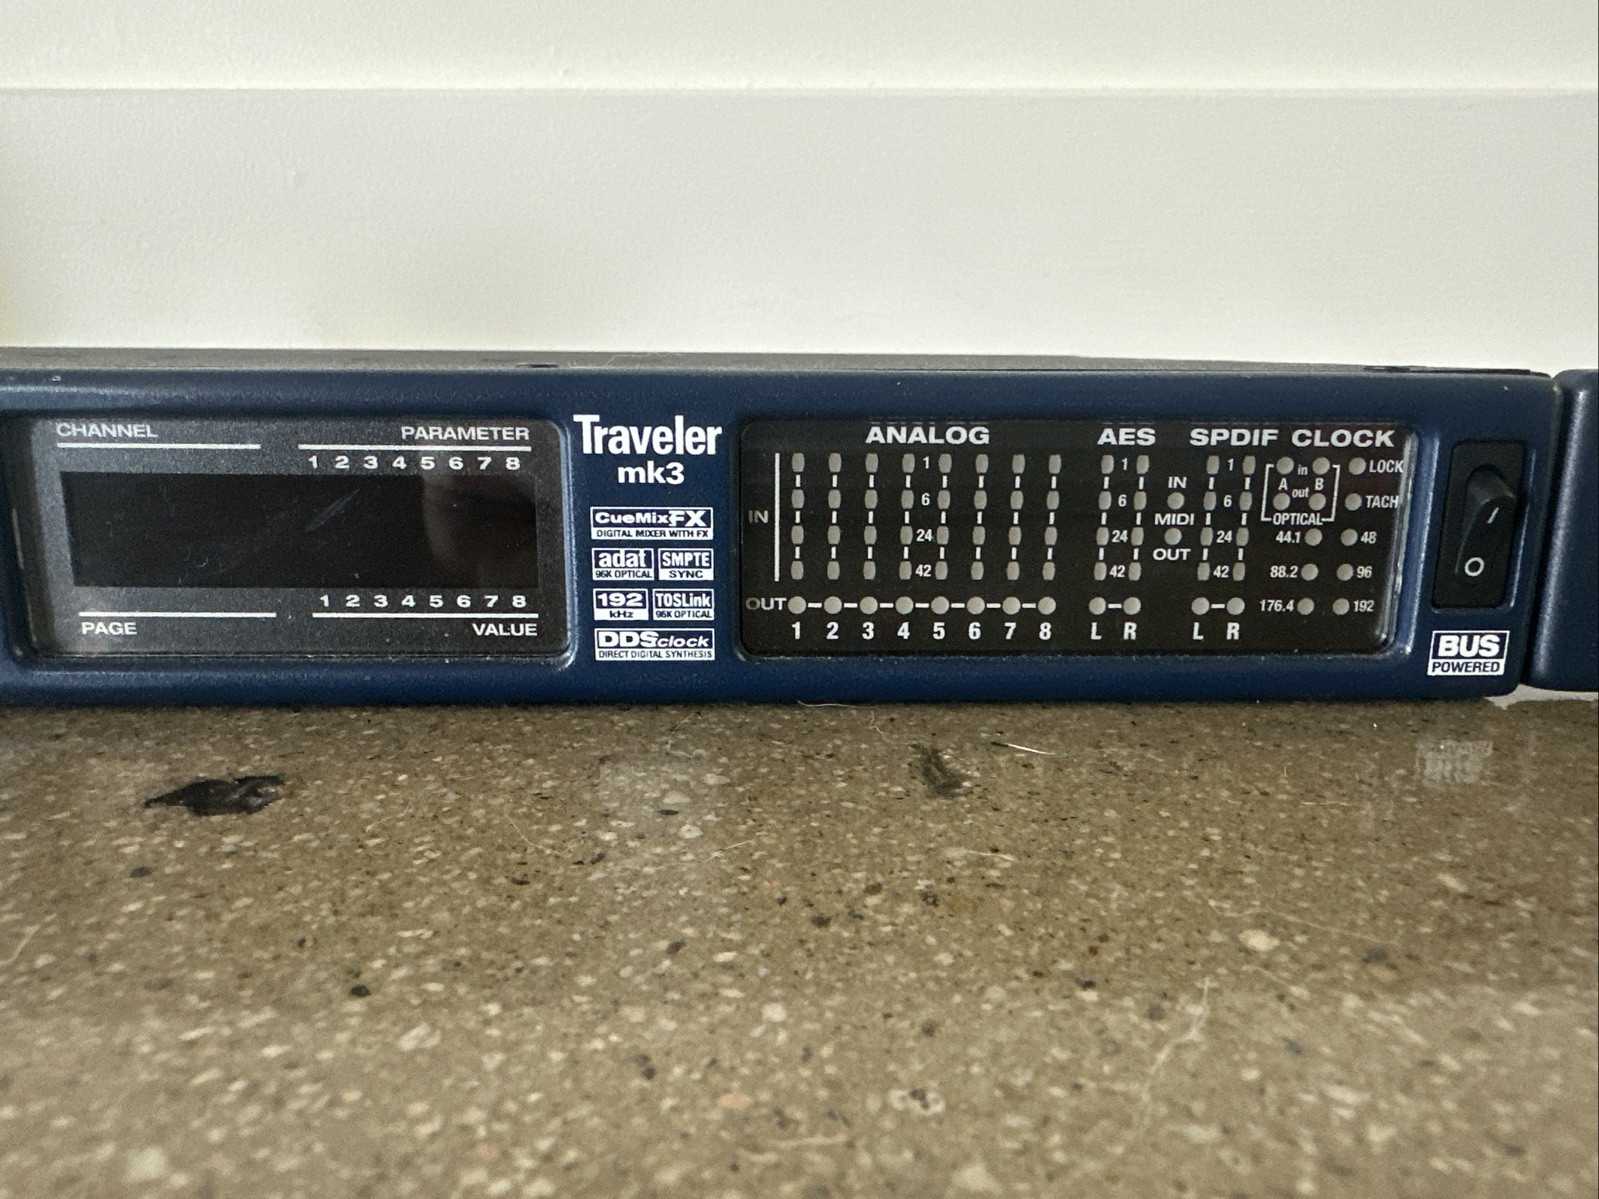 CHANNEL
PARAMETER
1 2 3 4 5 6 7 8
1 2 3 4 5 6 7 8
PAGE
VALUE
Traveler
mk3
CueMixFX
DIGITAL MIXER WITH FX
adat
96K OPTICAL
SMPTE
SYNC
192
kHz
TOSLink
96K OPTICAL
DDSclock
DIRECT DIGITAL SYNTHESIS
ANALOG
IN
1
6
24
42
OUT
1 2 3 4 5 6 7 8
AES
1
6
24
42
L R
IN
MIDI
OUT
SPDIF
1
6
24
42
L R
CLOCK
in
A B
out
OPTICAL
LOCK
TACH
44.1 48
88.2 96
176.4 192
I
O
BUS
POWERED